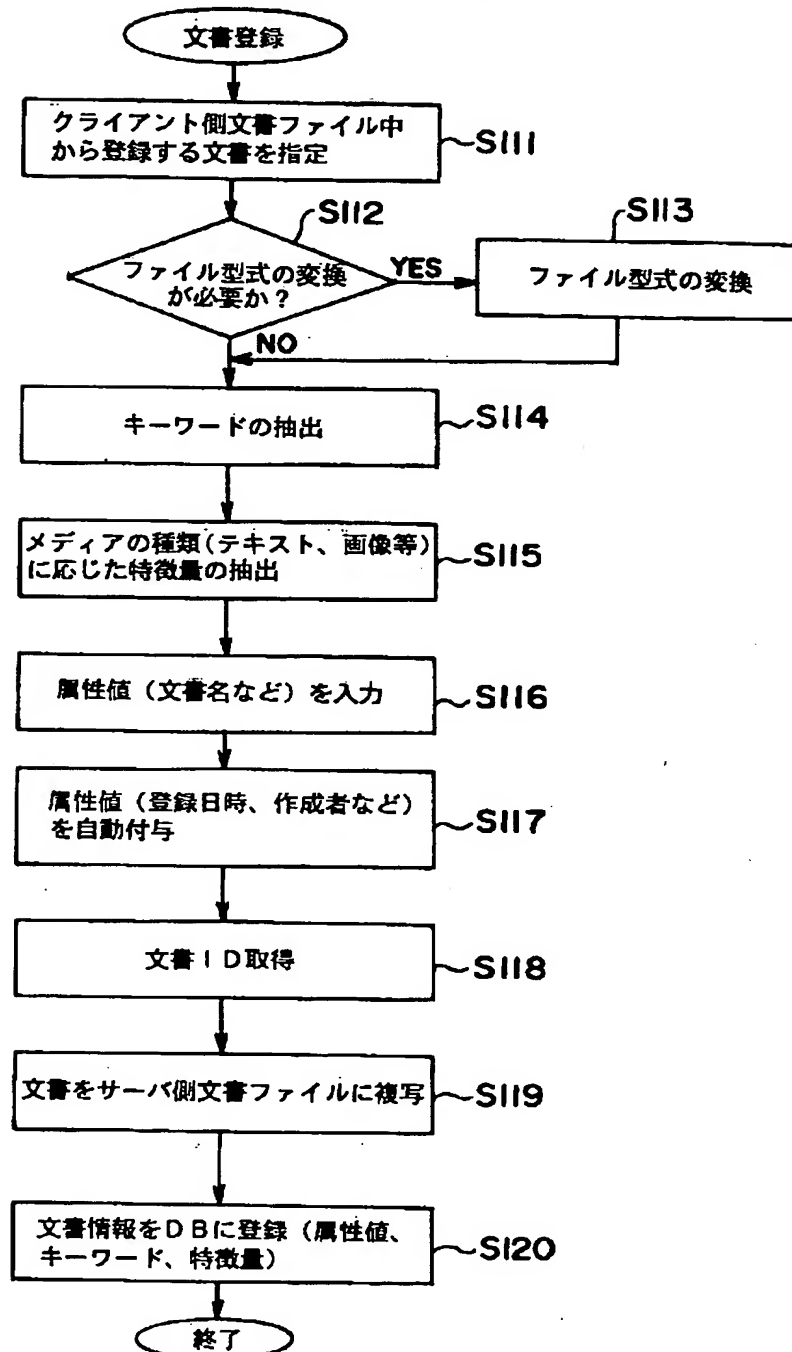 文書登録
クライアント側文書ファイル中
から登録する文書を指定
S111
S112
ファイル型式の変換
が必要か？
YES
S113
ファイル型式の変換
NO
キーワードの抽出
S114
メディアの種類（テキスト、画像等）
に応じた特徴量の抽出
S115
属性値（文書名など）を入力
S116
属性値（登録日時、作成者など）
を自動付与
S117
文書ＩＤ取得
S118
文書をサーバ側文書ファイルに複写
S119
文書情報をＤＢに登録（属性値、
キーワード、特徴量）
S120
終了